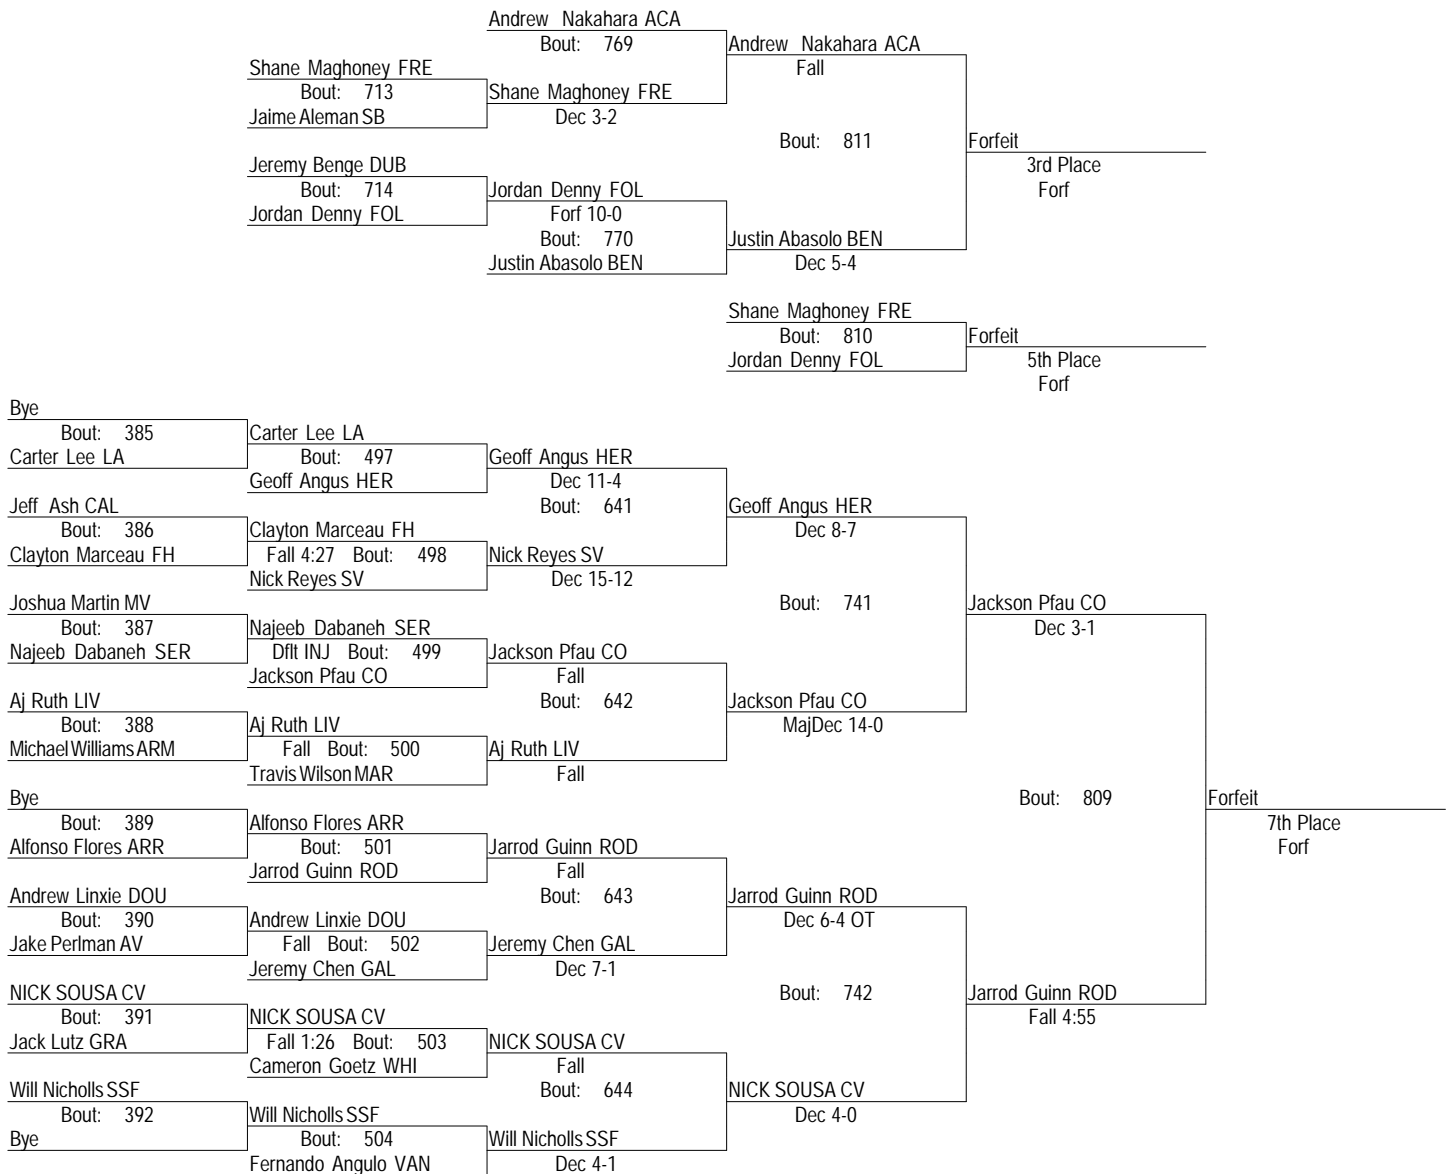 Andrew Nakahara ACA
Bout: 769
Andrew Nakahara ACA
Fall
Shane Maghoney FRE
Bout: 713
Shane Maghoney FRE
Jaime Aleman SB
Dec 3-2
Bout: 811
Forfeit
3rd Place
Forf
Jeremy Benge DUB
Bout: 714
Jordan Denny FOL
Jordan Denny FOL
Forf 10-0
Bout: 770
Justin Abasolo BEN
Justin Abasolo BEN
Dec 5-4
Shane Maghoney FRE
Bout: 810
Forfeit
Jordan Denny FOL
5th Place
Forf
Bye
Bout: 385
Carter Lee LA
Carter Lee LA
Bout: 497
Geoff Angus HER
Geoff Angus HER
Dec 11-4
Jeff Ash CAL
Bout: 641
Geoff Angus HER
Bout: 386
Clayton Marceau FH
Dec 8-7
Clayton Marceau FH
Fall 4:27 Bout: 498
Nick Reyes SV
Nick Reyes SV
Dec 15-12
Joshua Martin MV
Bout: 741
Jackson Pfau CO
Bout: 387
Najeeb Dabaneh SER
Dec 3-1
Najeeb Dabaneh SER
Dflt INJ Bout: 499
Jackson Pfau CO
Jackson Pfau CO
Fall
Aj Ruth LIV
Bout: 642
Jackson Pfau CO
Bout: 388
Aj Ruth LIV
MajDec 14-0
Michael Williams ARM
Fall Bout: 500
Aj Ruth LIV
Travis Wilson MAR
Fall
Bye
Bout: 809
Forfeit
Bout: 389
Alfonso Flores ARR
7th Place
Alfonso Flores ARR
Bout: 501
Jarrod Guinn ROD
Forf
Jarrod Guinn ROD
Fall
Andrew Linxie DOU
Bout: 643
Jarrod Guinn ROD
Bout: 390
Andrew Linxie DOU
Dec 6-4 OT
Jake Perlman AV
Fall Bout: 502
Jeremy Chen GAL
Jeremy Chen GAL
Dec 7-1
NICK SOUSA CV
Bout: 742
Jarrod Guinn ROD
Bout: 391
NICK SOUSA CV
Fall 4:55
Jack Lutz GRA
Fall 1:26 Bout: 503
NICK SOUSA CV
Cameron Goetz WHI
Fall
Will Nicholls SSF
Bout: 644
NICK SOUSA CV
Bout: 392
Will Nicholls SSF
Dec 4-0
Bye
Bout: 504
Will Nicholls SSF
Fernando Angulo VAN
Dec 4-1